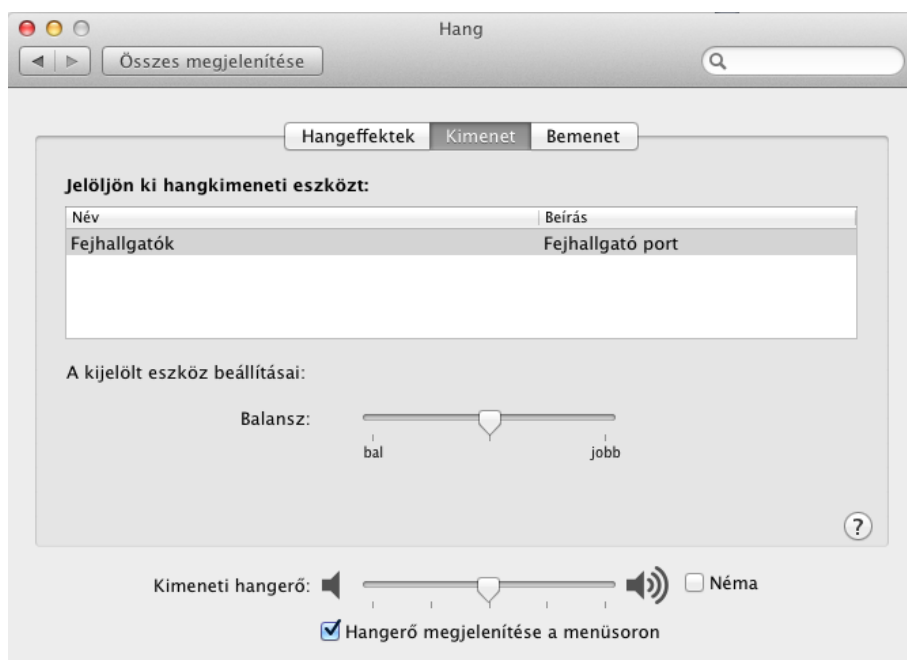 Hang
Összes megjelenítése
Hangeffektek Kimenet Bemenet
Jelöljön ki hangkimeneti eszközt:
Név Beírás
Fejhallgatók Fejhallgató port
A kijelölt eszköz beállításai:
Balansz:
bal jobb
?
Kimeneti hangerő: Néma
Hangerő megjelenítése a menüsoron